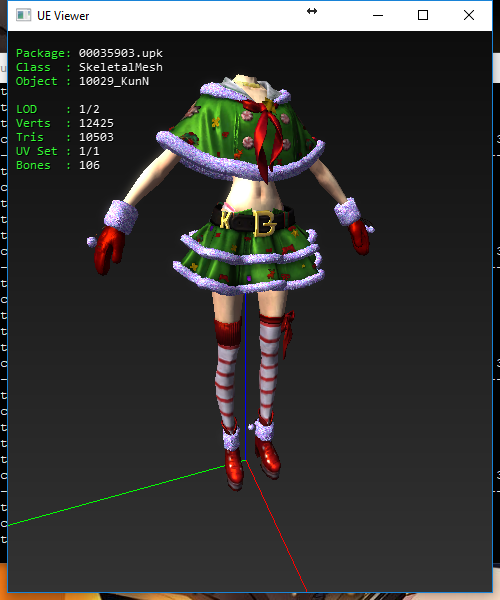 UE Viewer
Package: 00035903.upk
Class : SkeletalMesh
Object : 10029_KunN
LOD : 1/2
Verts : 12425
Tris : 10503
UV Set : 1/1
Bones : 106
K B